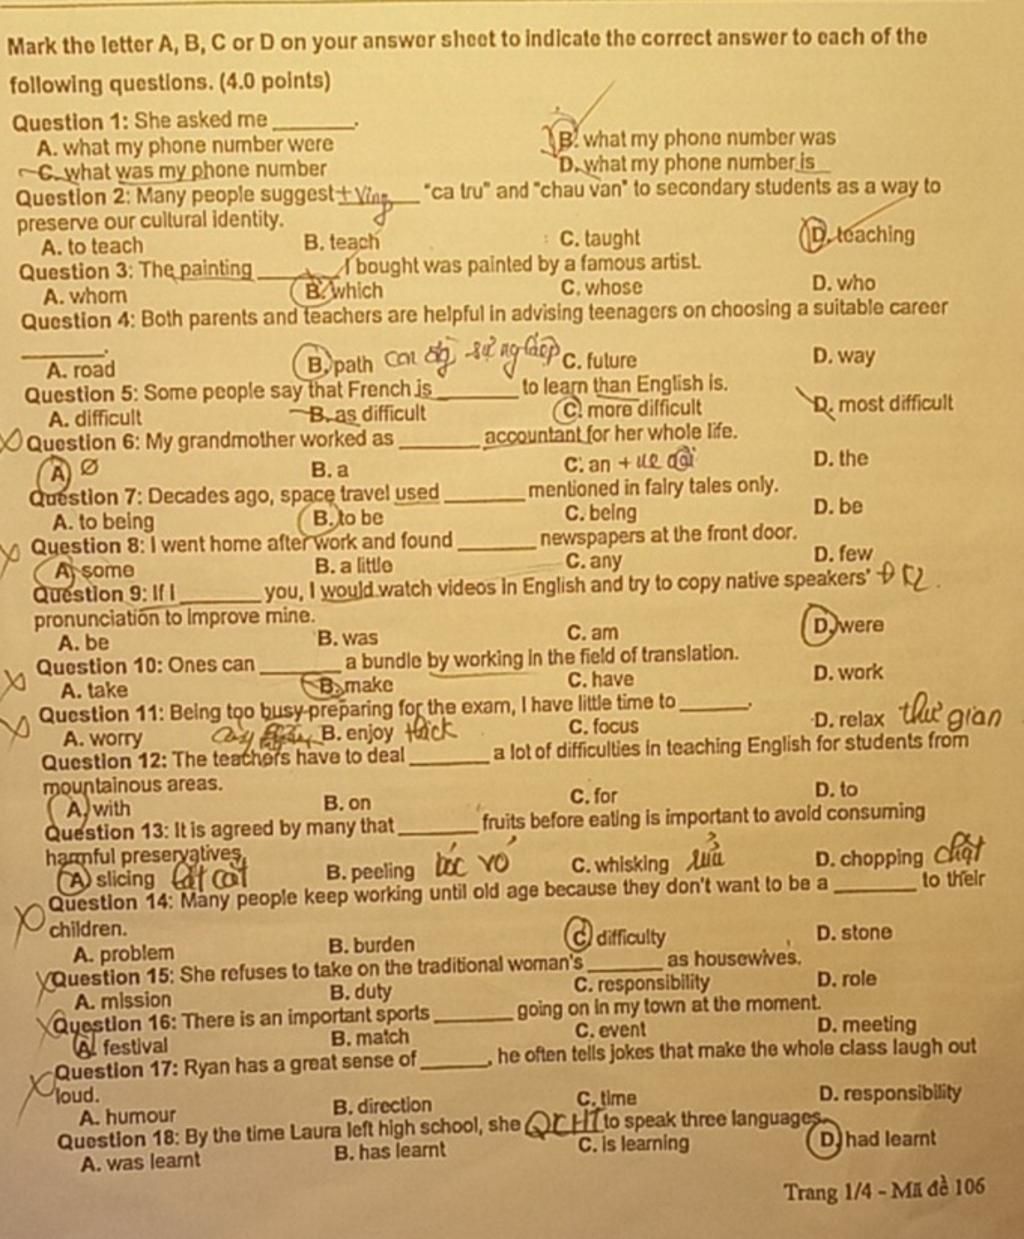 Mark the letter A, B, C or D on your answer sheet to indicate the correct answer to each of the
following questions. (4.0 points)
Question 1: She asked me ________.
A. what my phone number were B. what my phone number was
C. what was my phone number D. what my phone number is
Question 2: Many people suggest ________ "ca tru" and "chau van" to secondary students as a way to
preserve our cultural identity.
A. to teach B. teach C. taught D. teaching
Question 3: The painting ________ I bought was painted by a famous artist.
A. whom B. which C. whose D. who
Question 4: Both parents and teachers are helpful in advising teenagers on choosing a suitable career
________.
A. road B. path con đg sự nghiệp C. future D. way
Question 5: Some people say that French is ________ to learn than English is.
A. difficult B. as difficult C. more difficult D. most difficult
Question 6: My grandmother worked as ________ accountant for her whole life.
A. Ø B. a C. an D. the
Question 7: Decades ago, space travel used ________ mentioned in fairy tales only.
A. to being B. to be C. being D. be
Question 8: I went home after work and found ________ newspapers at the front door.
A. some B. a little C. any D. few
Question 9: If I ________ you, I would watch videos in English and try to copy native speakers'
pronunciation to improve mine.
A. be B. was C. am D. were
Question 10: Ones can ________ a bundle by working in the field of translation.
A. take B. make C. have D. work
Question 11: Being too busy preparing for the exam, I have little time to ________.
A. worry B. enjoy thích C. focus D. relax thư giãn
Question 12: The teachers have to deal ________ a lot of difficulties in teaching English for students from
mountainous areas.
A. with B. on C. for D. to
Question 13: It is agreed by many that ________ fruits before eating is important to avoid consuming
harmful preservatives.
A. slicing B. peeling bóc vỏ C. whisking D. chopping chặt
Question 14: Many people keep working until old age because they don't want to be a ________ to their
children.
A. problem B. burden C. difficulty D. stone
Question 15: She refuses to take on the traditional woman's ________ as housewives.
A. mission B. duty C. responsibility D. role
Question 16: There is an important sports ________ going on in my town at the moment.
A. festival B. match C. event D. meeting
Question 17: Ryan has a great sense of ________, he often tells jokes that make the whole class laugh out
loud.
A. humour B. direction C. time D. responsibility
Question 18: By the time Laura left high school, she QKHT to speak three languages.
A. was learnt B. has learnt C. is learning D. had learnt
Trang 1/4 - Mã đề 106